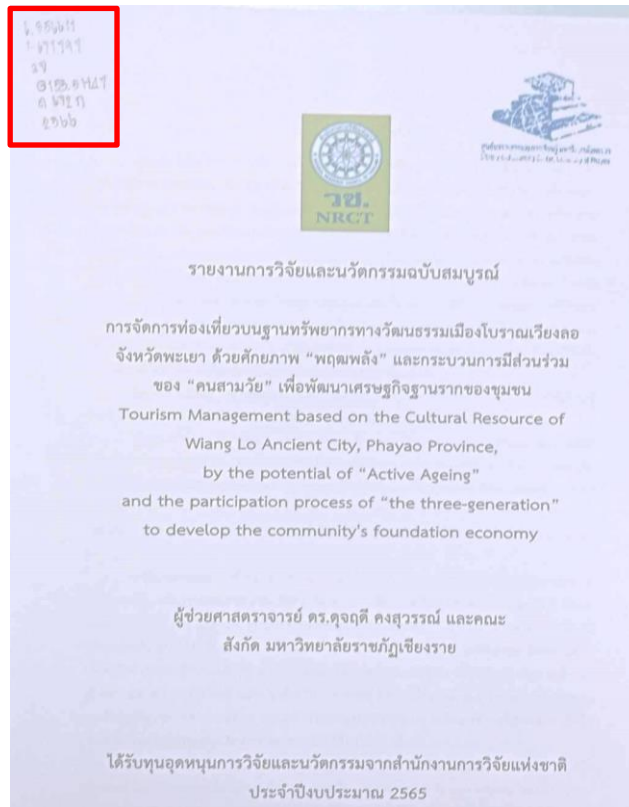 วช.
NRCT
รายงานการวิจัยและนวัตกรรมฉบับสมบูรณ์
การจัดการท่องเที่ยวบนฐานทรัพยากรทางวัฒนธรรมเมืองโบราณเวียงลอ
จังหวัดพะเยา ด้วยศักยภาพ “พฤฒพลัง” และกระบวนการมีส่วนร่วม
ของ “คนสามวัย” เพื่อพัฒนาเศรษฐกิจฐานรากของชุมชน
Tourism Management based on the Cultural Resource of
Wiang Lo Ancient City, Phayao Province,
by the potential of “Active Ageing”
and the participation process of “the three-generation”
to develop the community's foundation economy
ผู้ช่วยศาสตราจารย์ ดร.ดุจฤดี คงสุวรรณ์ และคณะ
สังกัด มหาวิทยาลัยราชภัฏเชียงราย
ได้รับทุนอุดหนุนการวิจัยและนวัตกรรมจากสำนักงานการวิจัยแห่งชาติ
ประจำปีงบประมาณ 2565